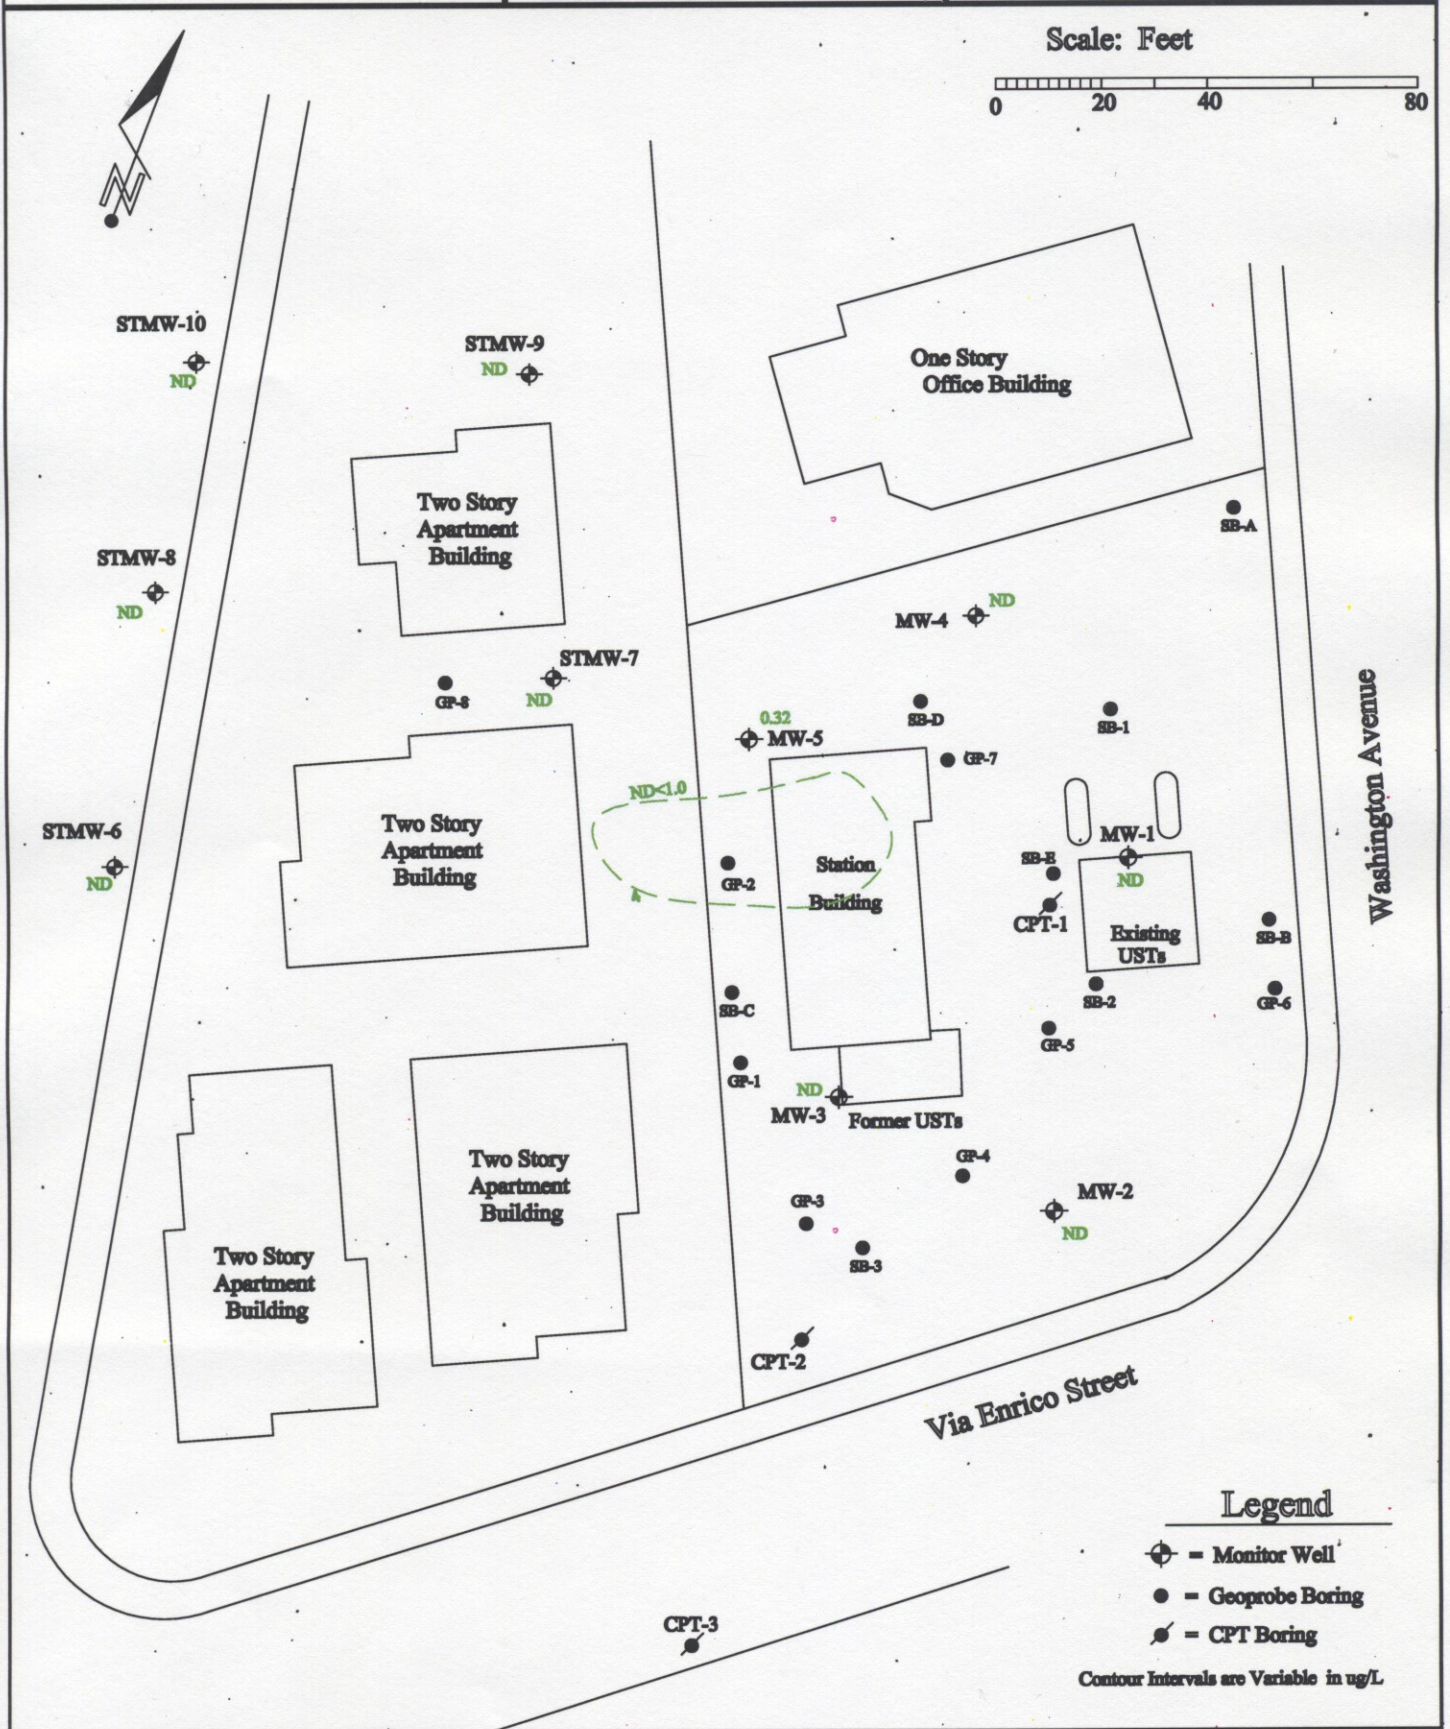 Scale: Feet
0 20 40 80
N
STMW-10
ND
STMW-9
ND
One Story
Office Building
Two Story
Apartment
Building
SB-A
STMW-8
ND
ND
MW-4
STMW-7
ND
GP-8
SB-D
SB-1
0.32
MW-5
GP-7
Washington Avenue
ND<1.0
Two Story
Apartment
Building
STMW-6
ND
MW-1
ND
SB-E
Station
Building
GP-2
CPT-1
Existing
USTs
SB-B
SB-C
SB-2
GP-6
GP-5
GP-1
ND
MW-3
Former USTs
Two Story
Apartment
Building
GP-4
MW-2
ND
GP-3
SB-3
Two Story
Apartment
Building
CPT-2
Via Enrico Street
Legend
= Monitor Well
= Geoprobe Boring
= CPT Boring
CPT-3
Contour Intervals are Variable in ug/L